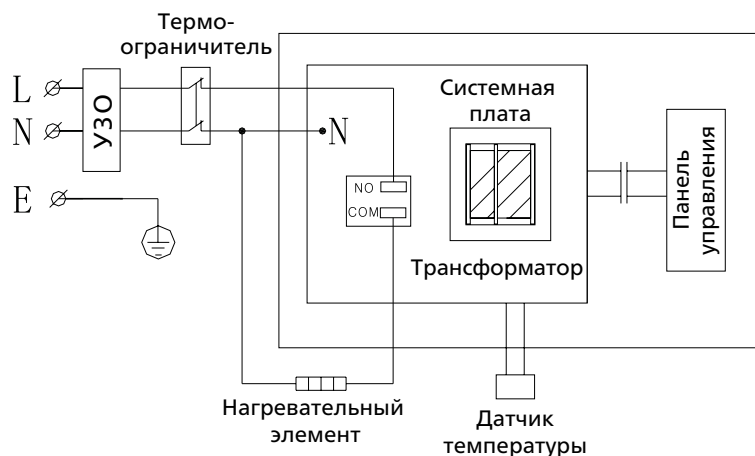 Термо-
ограничитель
L
N
E
УЗО
N
NO
COM
Системная
плата
Трансформатор
Панель
управления
Нагревательный
элемент
Датчик
температуры